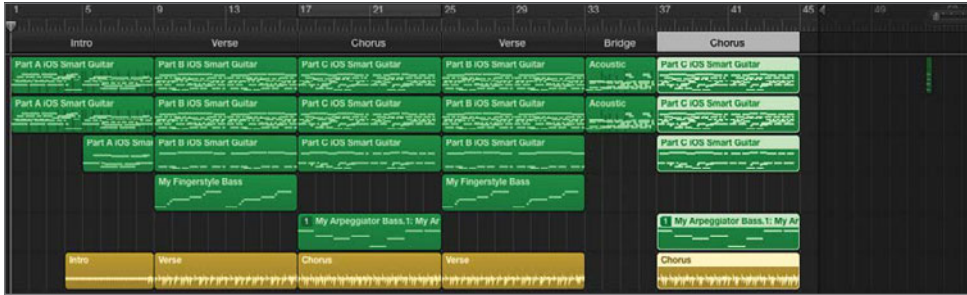 1 5 9 13 17 21 25 29 33 37 41 45 49
Intro Verse Chorus Verse Bridge Chorus
Part A iOS Smart Guitar Part B iOS Smart Guitar Part C iOS Smart Guitar Part B iOS Smart Guitar Acoustic Part C iOS Smart Guitar
Part A iOS Smart Guitar Part B iOS Smart Guitar Part C iOS Smart Guitar Part B iOS Smart Guitar Acoustic Part C iOS Smart Guitar
Part A iOS Smar Part B iOS Smart Guitar Part C iOS Smart Guitar Part B iOS Smart Guitar Part C iOS Smart Guitar
My Fingerstyle Bass My Fingerstyle Bass
1 My Arpeggiator Bass.1: My Ar 1 My Arpeggiator Bass.1: My Ar
Intro Verse Chorus Verse Chorus